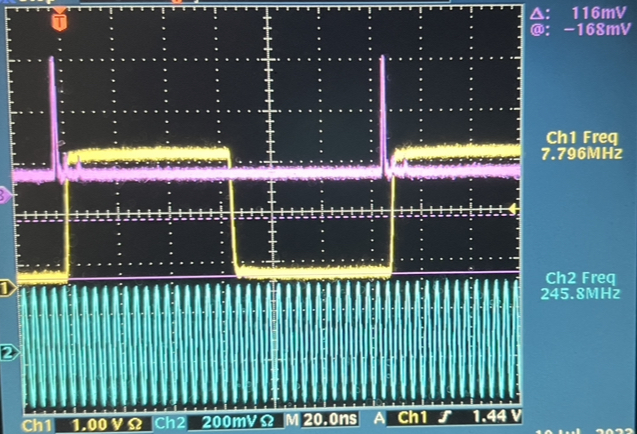 T
Δ: 116mV
@: -168mV
Ch1 Freq
7.796MHz
3
1
Ch2 Freq
245.8MHz
2
Ch1 1.00 V Ω Ch2 200mV Ω M 20.0ns A Ch1 ƒ 1.44 V